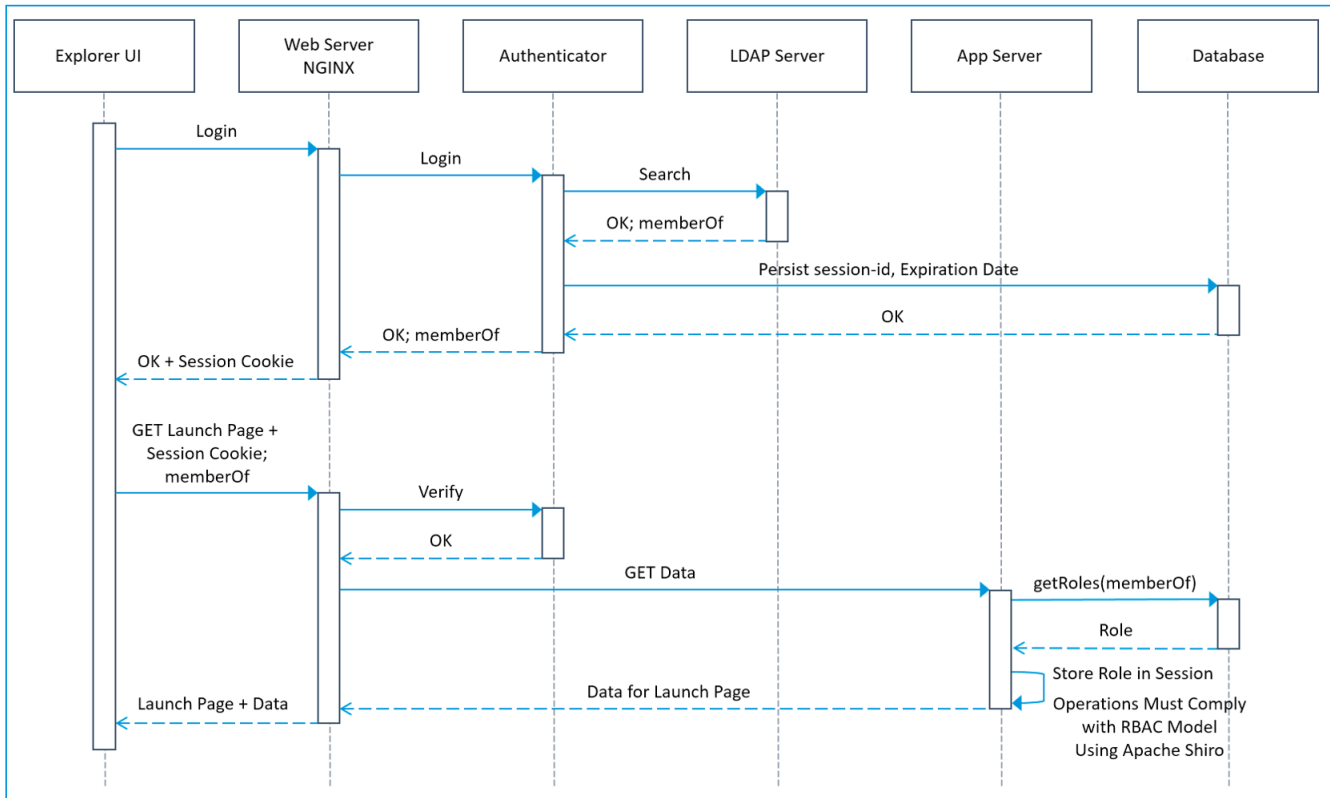 Explorer UI
Web Server
NGINX
Authenticator
LDAP Server
App Server
Database
Login
Login
Search
OK; memberOf
Persist session-id, Expiration Date
OK
OK; memberOf
OK + Session Cookie
GET Launch Page +
Session Cookie;
memberOf
Verify
OK
GET Data
getRoles(memberOf)
Role
Store Role in Session
Data for Launch Page
Launch Page + Data
Operations Must Comply
with RBAC Model
Using Apache Shiro